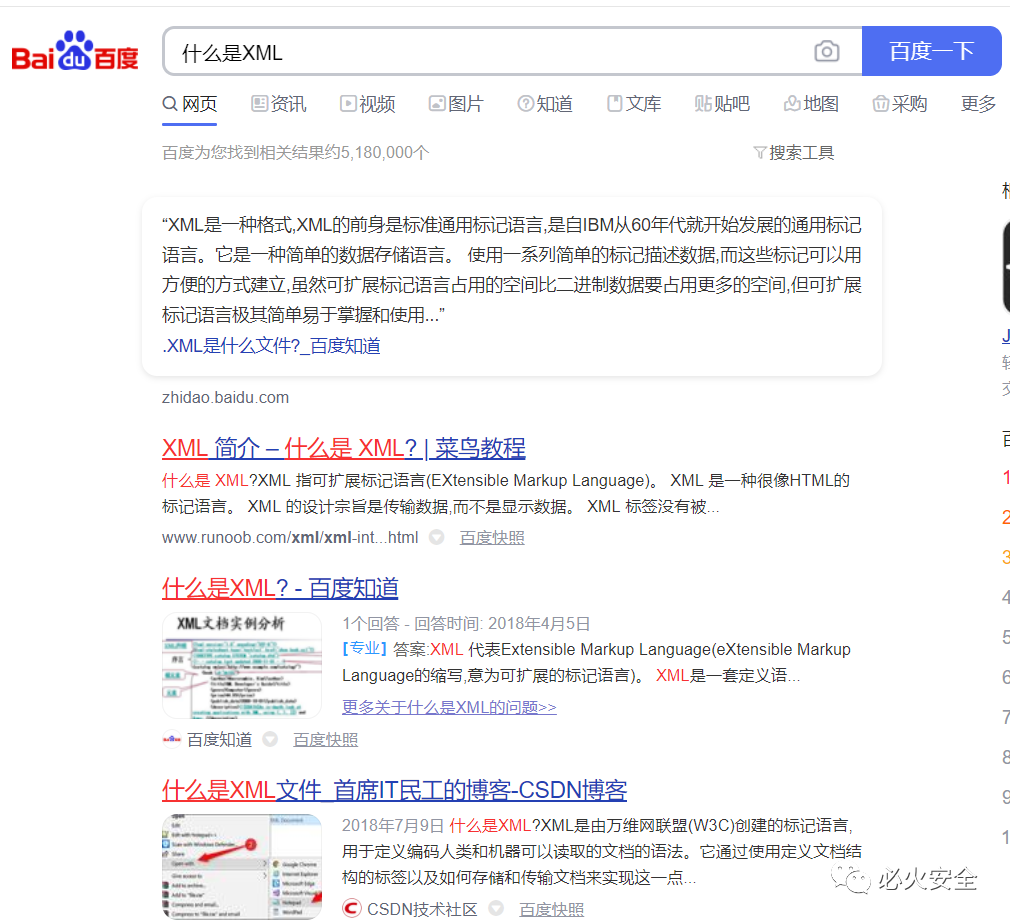 Bai du 百度
什么是XML
百度一下
网页 资讯 视频 图片 知道 文库 贴吧 地图 采购 更多
百度为您找到相关结果约5,180,000个
搜索工具
“XML是一种格式,XML的前身是标准通用标记语言,是自IBM从60年代就开始发展的通用标记
语言。它是一种简单的数据存储语言。 使用一系列简单的标记描述数据,而这些标记可以用
方便的方式建立,虽然可扩展标记语言占用的空间比二进制数据要占用更多的空间,但可扩展
标记语言极其简单易于掌握和使用...”
.XML是什么文件?_百度知道
zhidao.baidu.com
XML 简介 – 什么是 XML? | 菜鸟教程
什么是 XML?XML 指可扩展标记语言(EXtensible Markup Language)。 XML 是一种很像HTML的
标记语言。 XML 的设计宗旨是传输数据,而不是显示数据。 XML 标签没有被...
www.runoob.com/xml/xml-int...html 百度快照
什么是XML? - 百度知道
XML文档实例分析
1个回答 - 回答时间: 2018年4月5日
【专业】答案:XML 代表Extensible Markup Language(eXtensible Markup
Language的缩写,意为可扩展的标记语言)。 XML是一套定义语...
更多关于什么是XML的问题>>
百度知道 百度快照
什么是XML文件_首席IT民工的博客-CSDN博客
2018年7月9日 什么是XML?XML是由万维网联盟(W3C)创建的标记语言,
用于定义编码人类和机器可以读取的文档的语法。它通过使用定义文档结
构的标签以及如何存储和传输文档来实现这一点...
CSDN技术社区 百度快照
必火安全
1
2
3
4
5
6
7
8
9
1